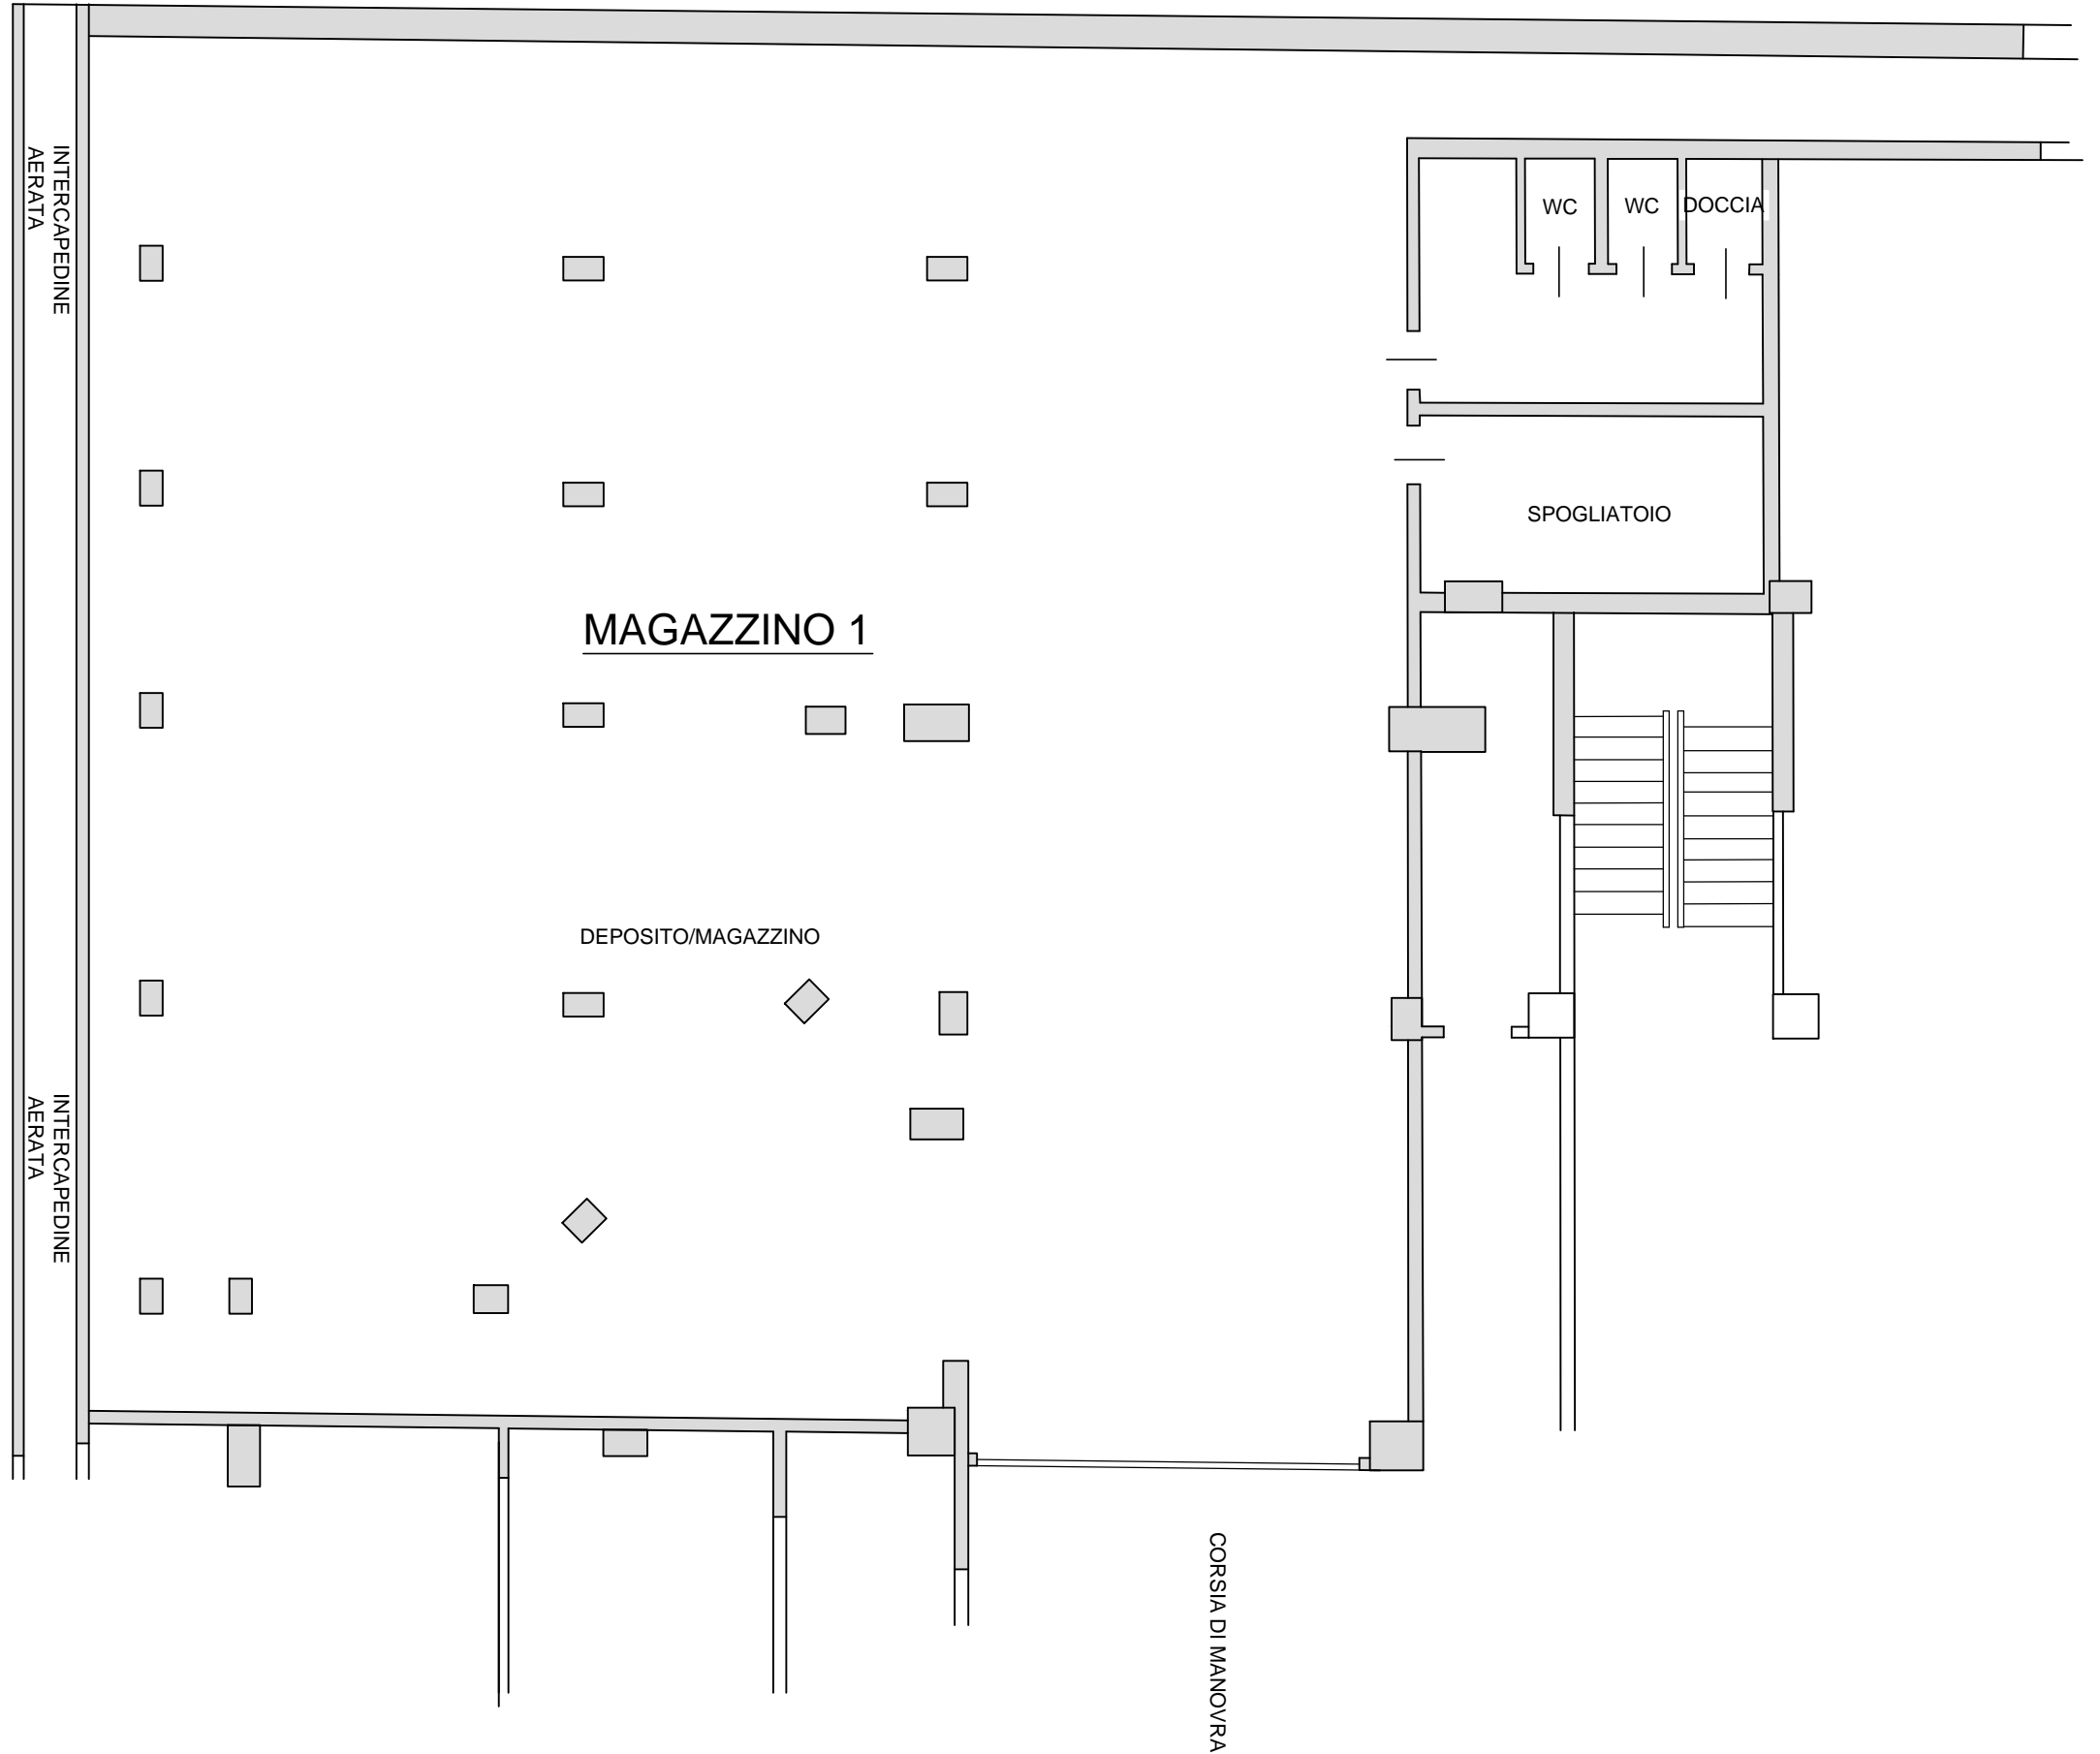 INTERCAPEDINE
AERATA
WC
WC
DOCCIA
SPOGLIATOIO
MAGAZZINO 1
DEPOSITO/MAGAZZINO
INTERCAPEDINE
AERATA
CORSIA DI MANOVRA